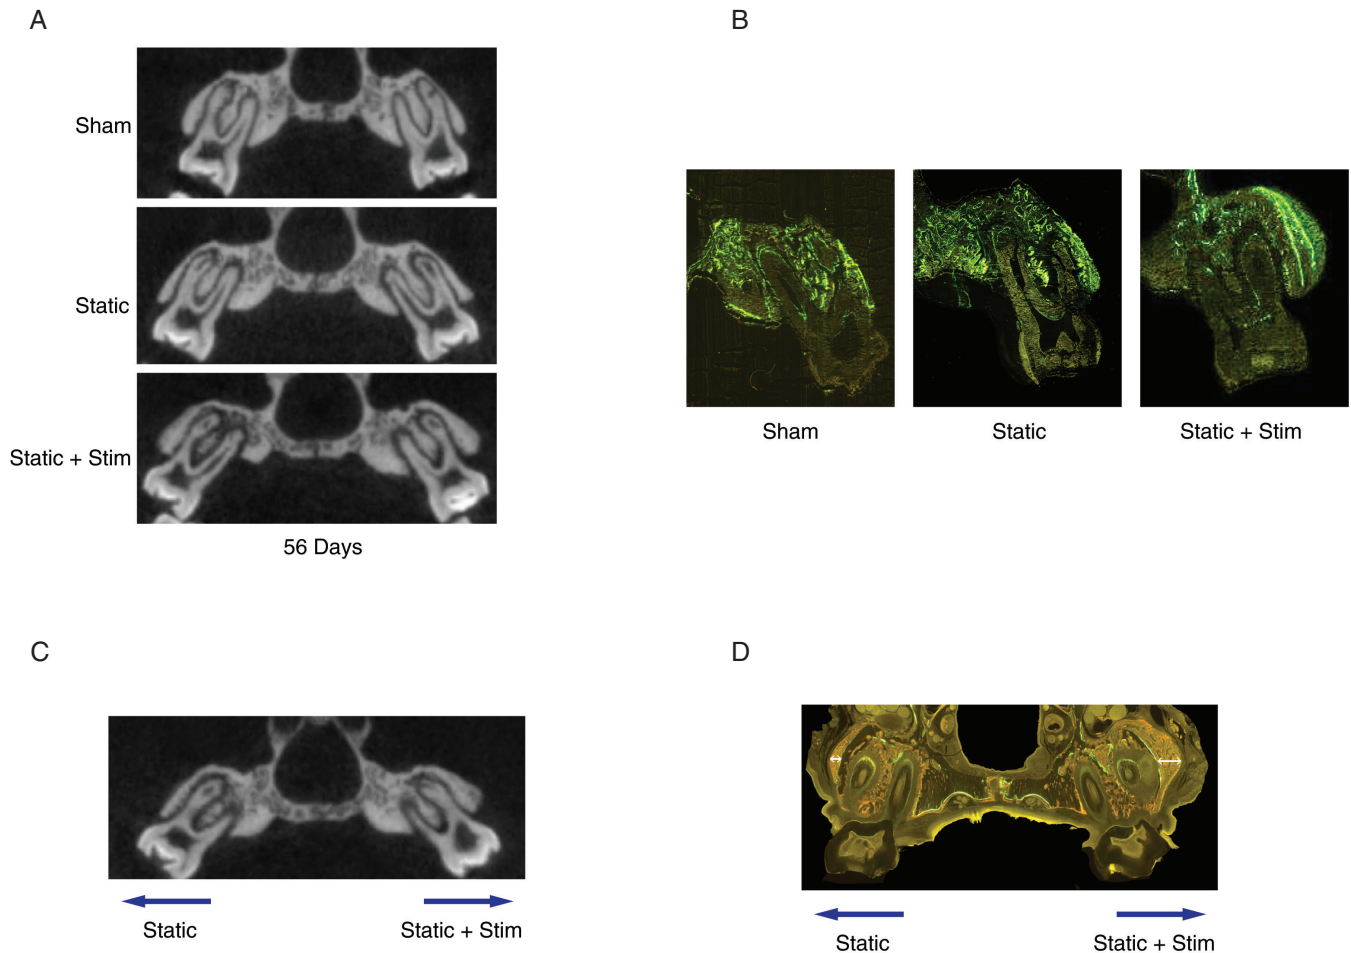 A
B
Sham
Static
Static + Stim
56 Days
Sham
Static
Static + Stim
C
D
Static
Static + Stim
Static
Static + Stim